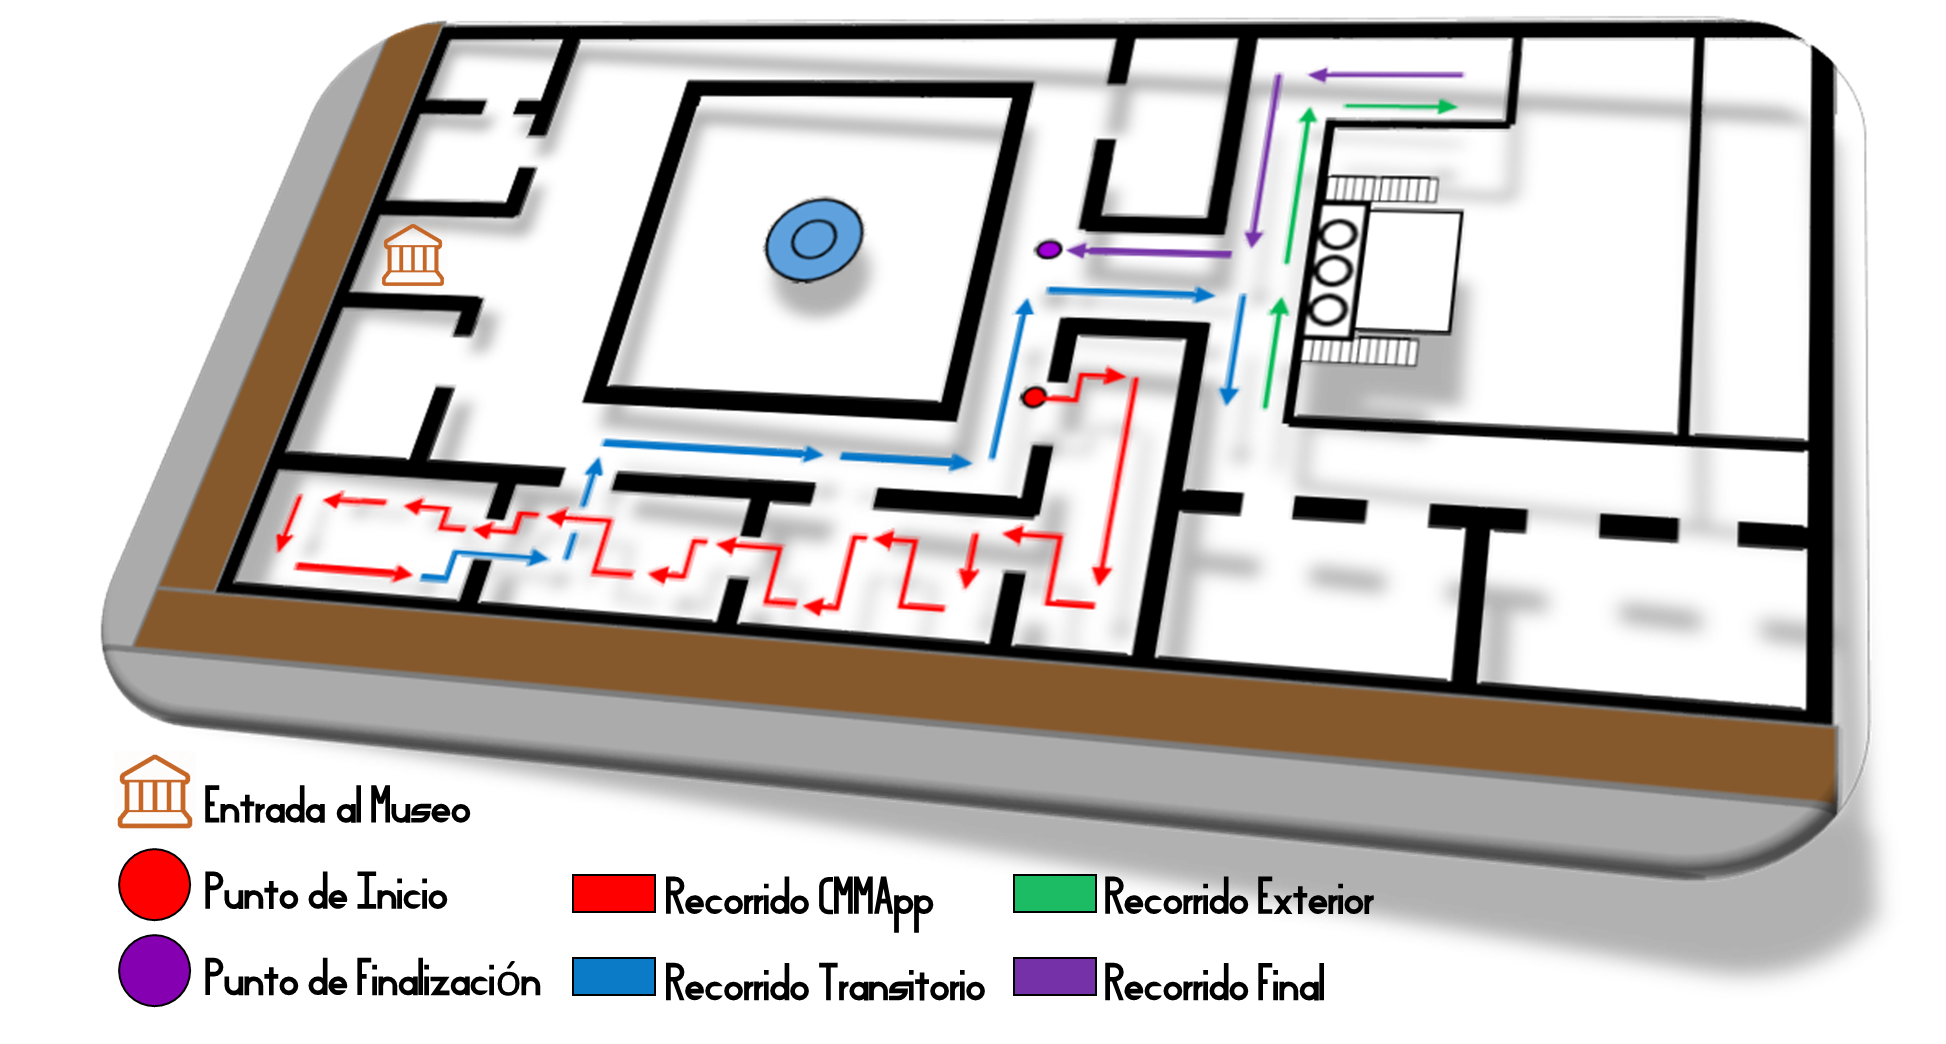 Entrada al Museo
Punto de Inicio
Recorrido CMMApp
Recorrido Exterior
Punto de Finalización
Recorrido Transitorio
Recorrido Final